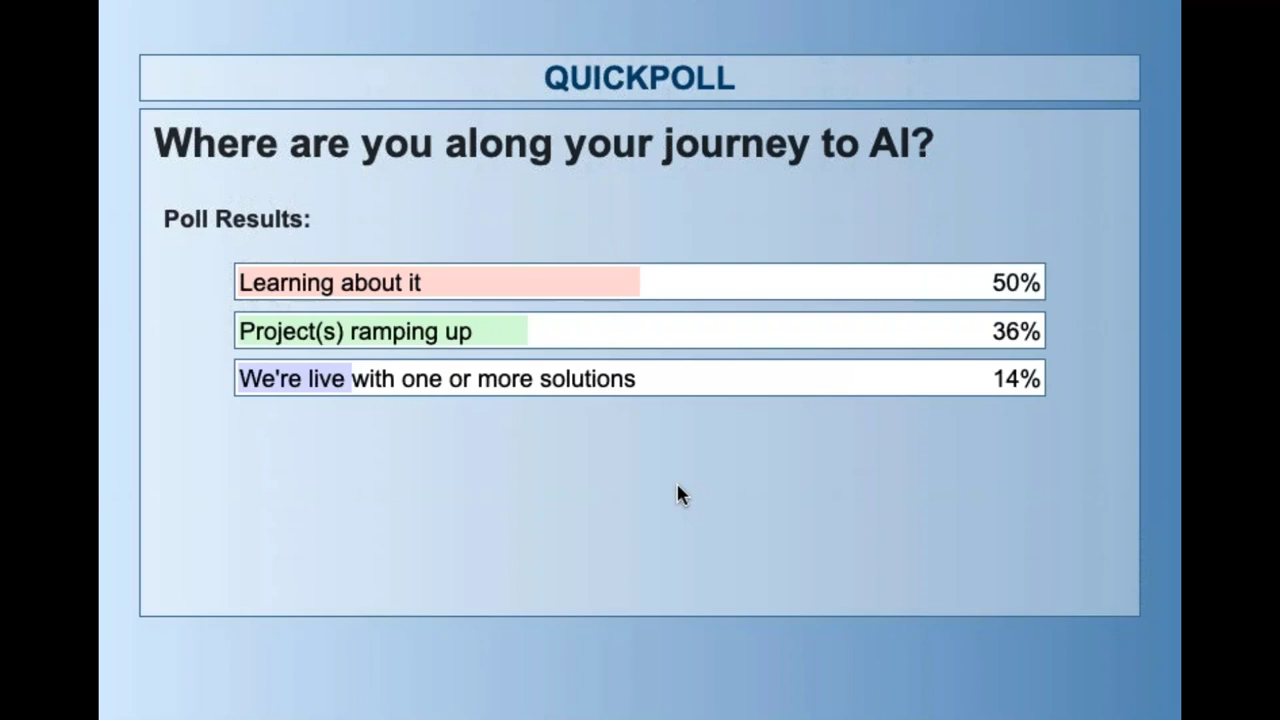 QUICKPOLL
Where are you along your journey to AI?
Poll Results:
Learning about it 50%
Project(s) ramping up 36%
We're live with one or more solutions 14%